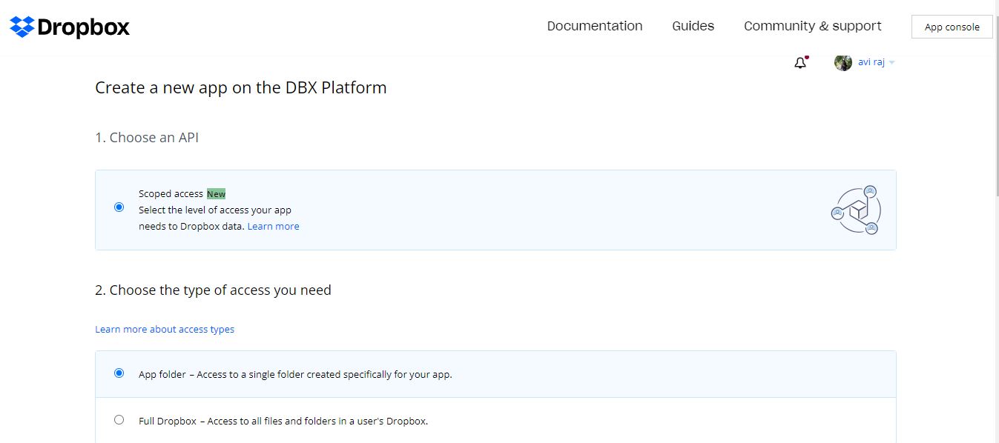 Dropbox
Documentation
Guides
Community & support
App console
avi raj
Create a new app on the DBX Platform
1. Choose an API
Scoped access New
Select the level of access your app
needs to Dropbox data. Learn more
2. Choose the type of access you need
Learn more about access types
App folder – Access to a single folder created specifically for your app.
Full Dropbox – Access to all files and folders in a user's Dropbox.